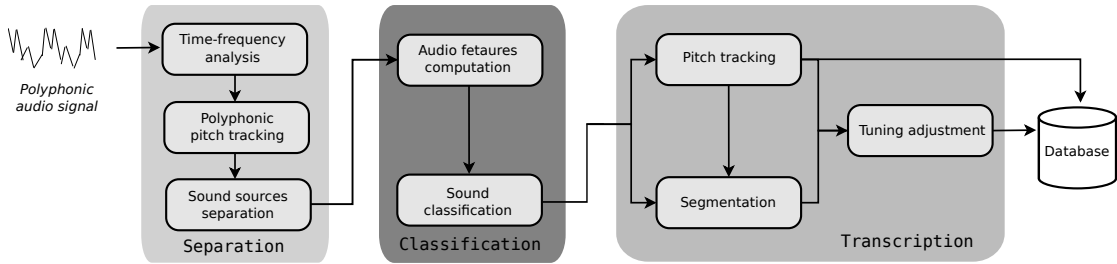 Polyphonic
audio signal
Time-frequency
analysis
Polyphonic
pitch tracking
Sound sources
separation
Separation
Audio fetaures
computation
Sound
classification
Classification
Pitch tracking
Segmentation
Tuning adjustment
Transcription
Database